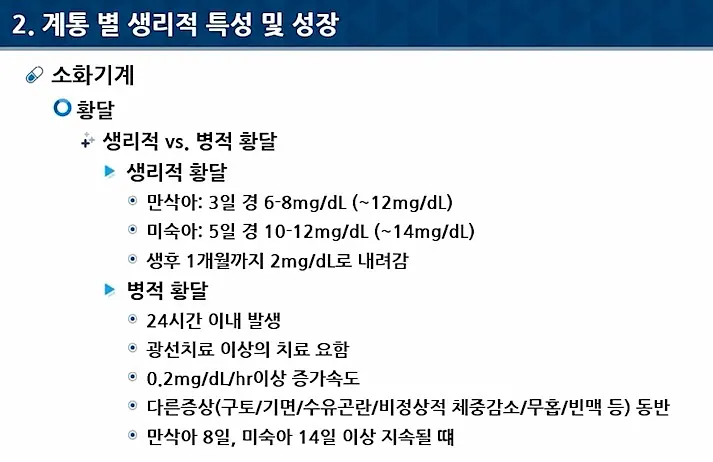 2. 계통 별 생리적 특성 및 성장
소화기계
황달
생리적 vs. 병적 황달
생리적 황달
만삭아: 3일 경 6-8mg/dL (~12mg/dL)
미숙아: 5일 경 10-12mg/dL (~14mg/dL)
생후 1개월까지 2mg/dL로 내려감
병적 황달
24시간 이내 발생
광선치료 이상의 치료 요함
0.2mg/dL/hr이상 증가속도
다른증상(구토/기면/수유곤란/비정상적 체중감소/무홉/빈맥 등) 동반
만삭아 8일, 미숙아 14일 이상 지속될 떄